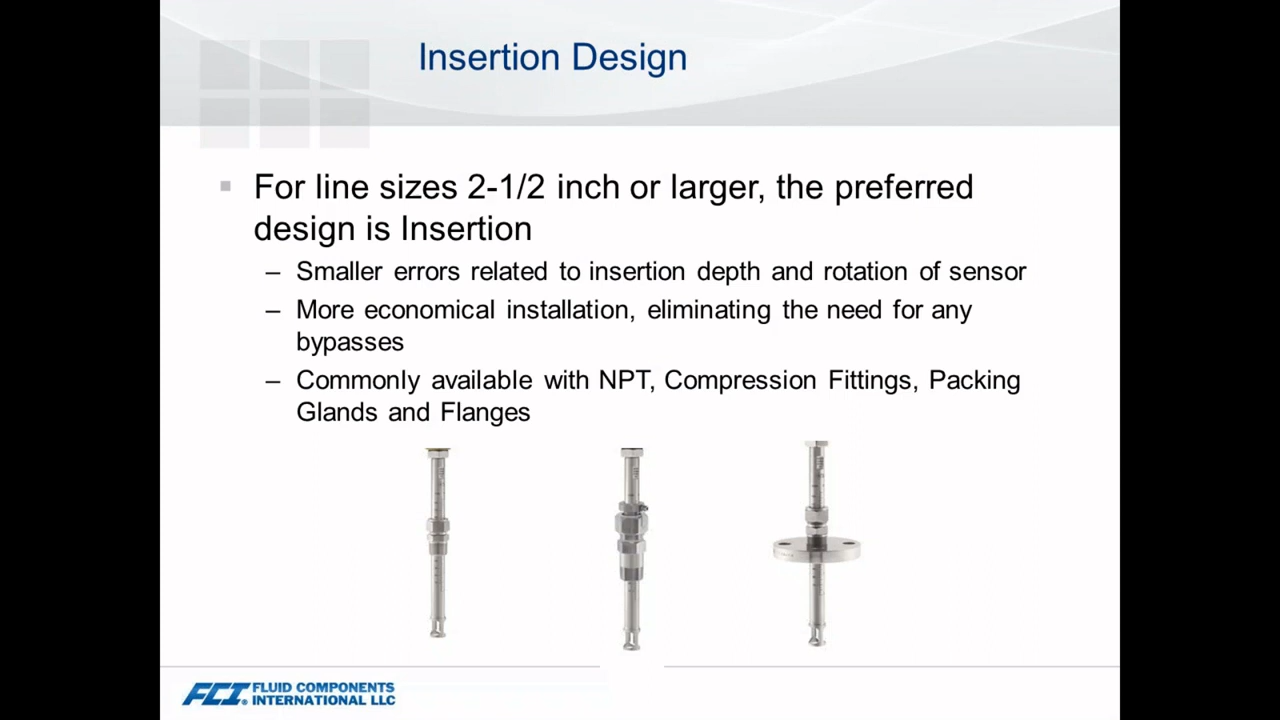 Insertion Design
▪ For line sizes 2-1/2 inch or larger, the preferred
design is Insertion
– Smaller errors related to insertion depth and rotation of sensor
– More economical installation, eliminating the need for any
bypasses
– Commonly available with NPT, Compression Fittings, Packing
Glands and Flanges
FCI® FLUID COMPONENTS
INTERNATIONAL LLC